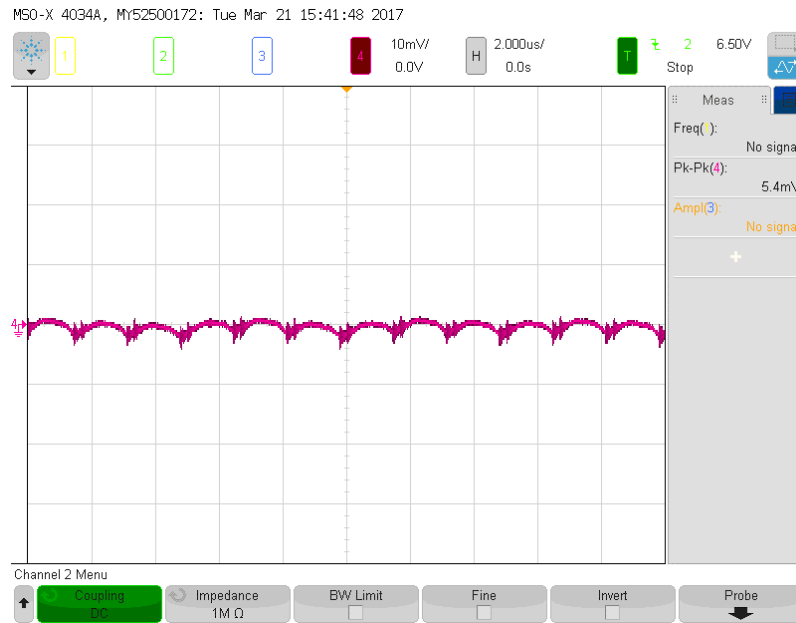 MSO-X 4034A, MY52500172: Tue Mar 21 15:41:48 2017
1 2 3 4 10mV/ 0.0V H 2.000us/ 0.0s T 2 6.50V Stop
Meas
Freq(1):
No signa
Pk-Pk(4):
5.4mV
Ampl(3):
No signa
4
Channel 2 Menu
Coupling DC
Impedance 1M Ω
BW Limit
Fine
Invert
Probe